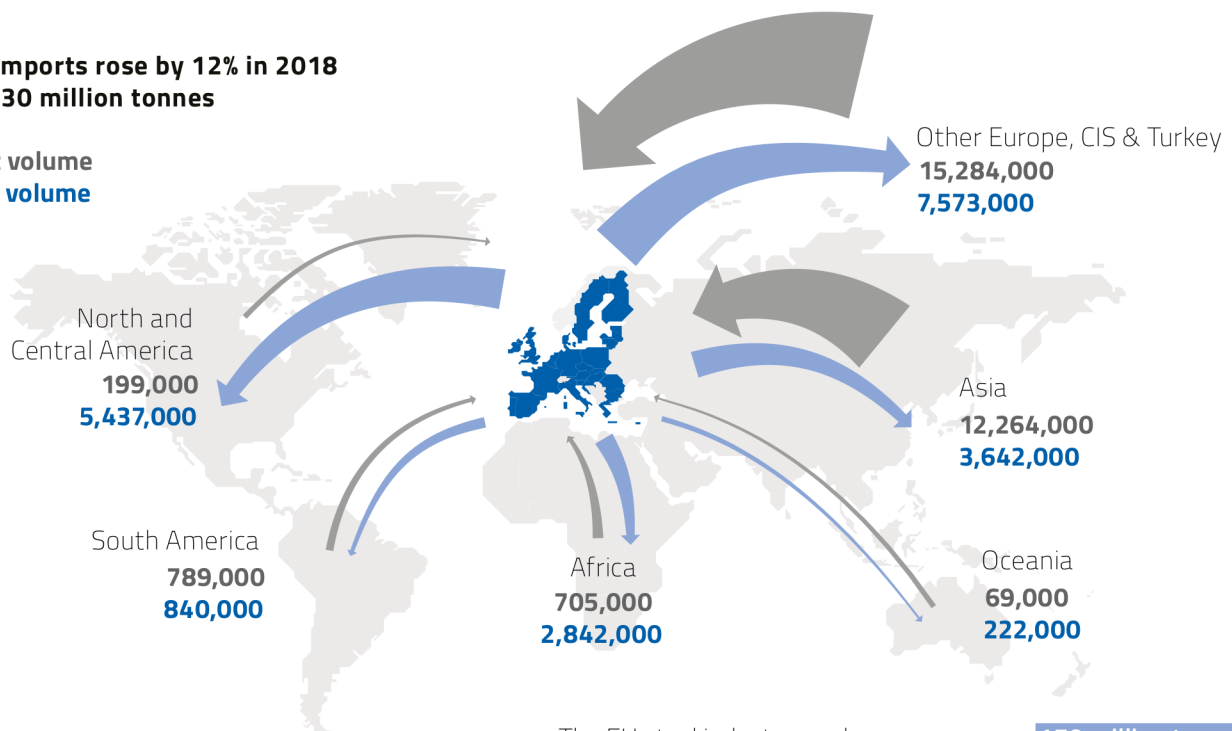 mports rose by 12% in 2018
30 million tonnes
volume
volume
Other Europe, CIS & Turkey
15,284,000
7,573,000
North and
Central America
199,000
5,437,000
Asia
12,264,000
3,642,000
South America
789,000
840,000
Africa
705,000
2,842,000
Oceania
69,000
222,000